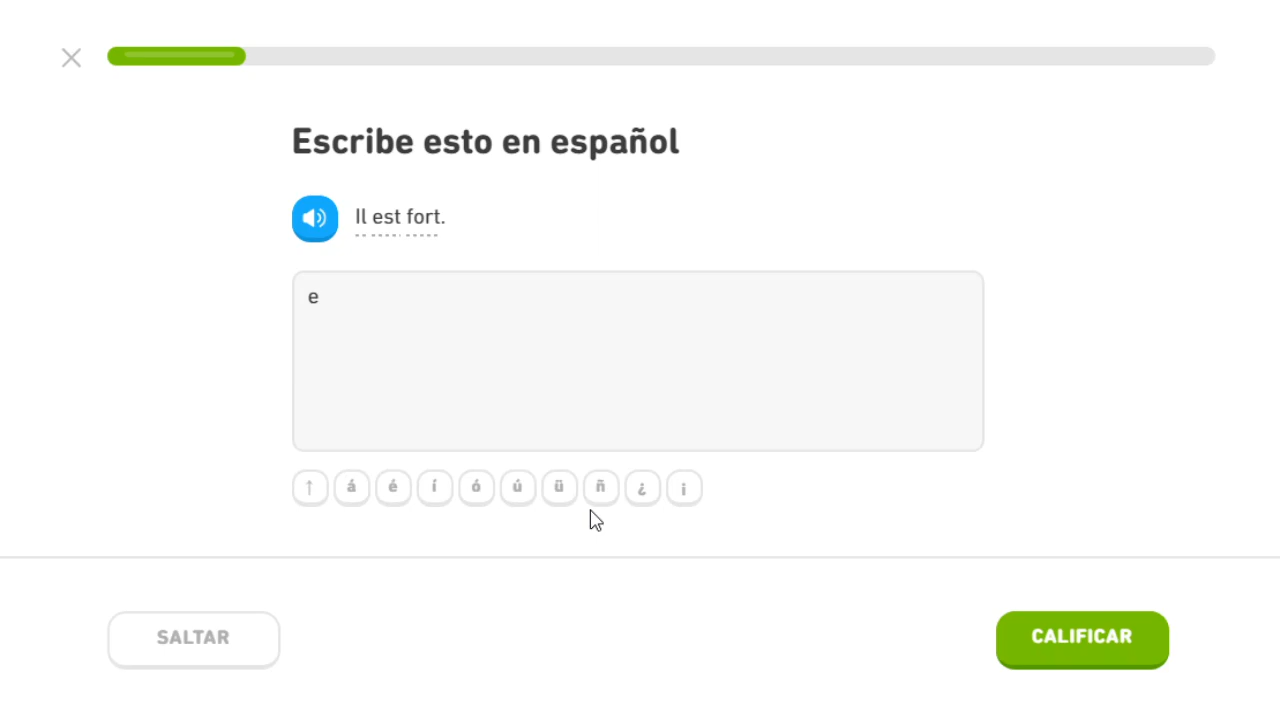 Escribe esto en español
Il est fort.
e
↑ á é í ó ú ü ñ ¿ ¡
SALTAR
CALIFICAR